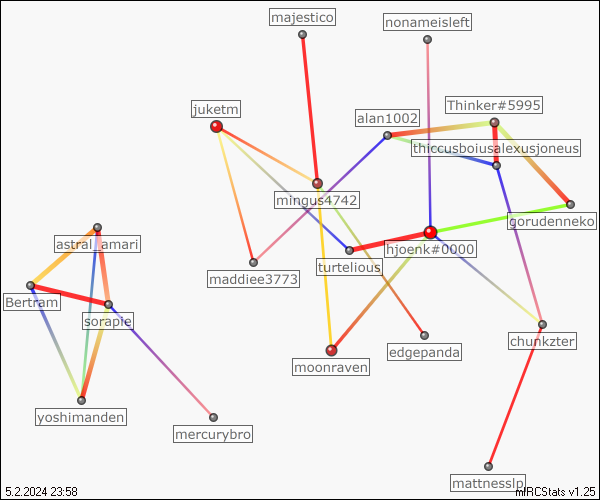 majestico
nonameisleft
juketm
Thinker#5995
alan1002
thicusboiusalexusjoneus
mingus4742
gorudenneko
astral_amari
hjoenk#0000
turtelious
maddiee3773
Bertram
sorapie
chunkzter
edgepanda
moonraven
yoshimanden
mercurybro
mattnesslp
5.2.2024 23:58
mIRCStats v1.25